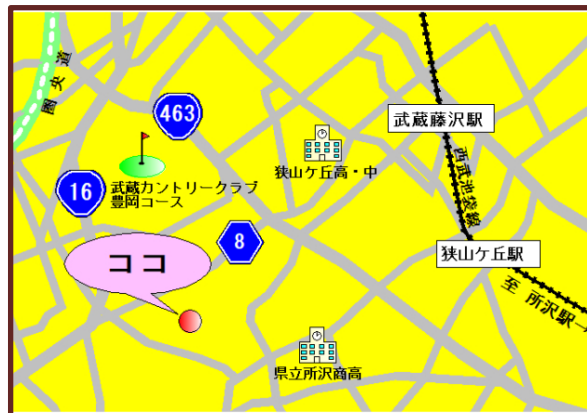 圏央道
463
武蔵藤沢駅
狭山ケ丘高・中
西武池袋線
16
武蔵カントリークラブ
豊岡コース
8
狭山ケ丘駅
ココ
至 所沢駅→
県立所沢商高